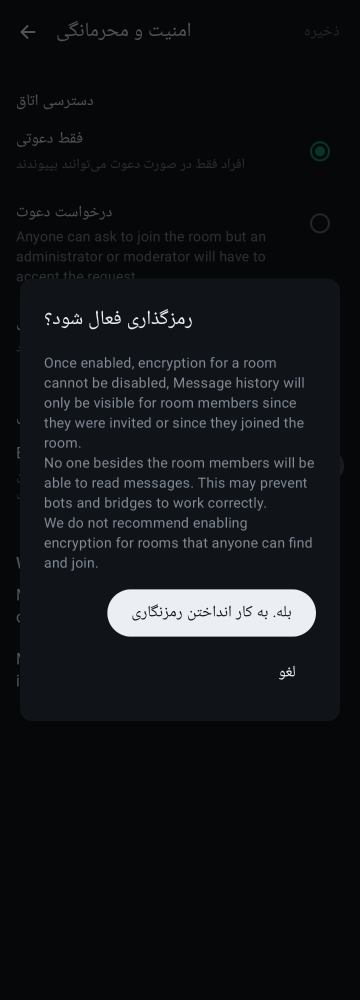 امنیت و محرمانگی
ذخیره
دسترسی اتاق
فقط دعوتی
افراد فقط در صورت دعوت می‌توانند بپیوندند
درخواست دعوت
Anyone can ask to join the room but an
administrator or moderator will have to
accept the request.
رمزگذاری فعال شود؟
Once enabled, encryption for a room
cannot be disabled, Message history will
only be visible for room members since
they were invited or since they joined the
room.
No one besides the room members will be
able to read messages. This may prevent
bots and bridges to work correctly.
We do not recommend enabling
encryption for rooms that anyone can find
and join.
بله. به کار انداختن رمزنگاری
لغو